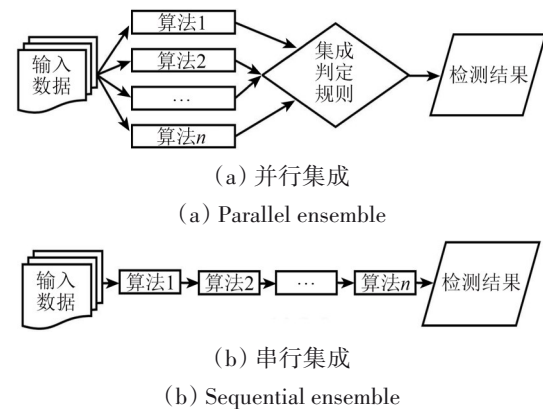 输入
数据
算法1
算法2
…
算法n
集成
判定
规则
检测结果
(a) 并行集成
(a) Parallel ensemble
输入
数据
算法1
算法2
…
算法n
检测结果
(b) 串行集成
(b) Sequential ensemble